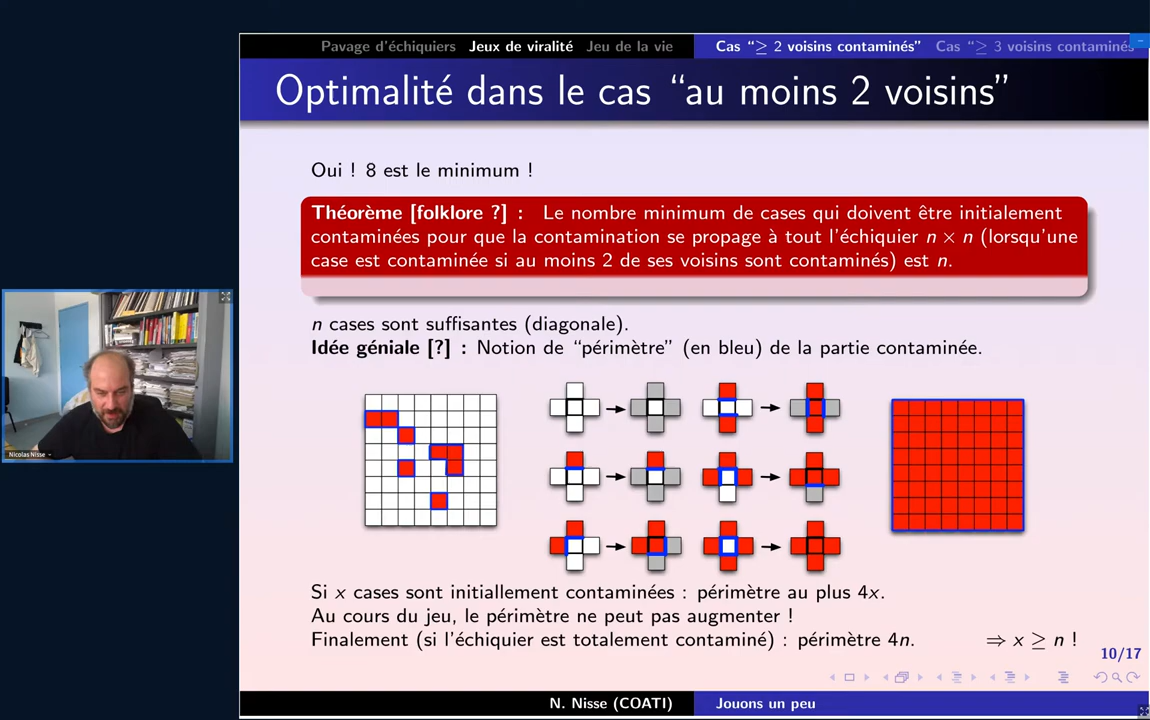 Pavage d'échiquiers Jeux de viralité Jeu de la vie Cas “≥ 2 voisins contaminés” Cas “≥ 3 voisins contaminés
Optimalité dans le cas “au moins 2 voisins”
Oui ! 8 est le minimum !
Théorème [folklore ?] : Le nombre minimum de cases qui doivent être initialement
contaminées pour que la contamination se propage à tout l'échiquier n × n (lorsqu'une
case est contaminée si au moins 2 de ses voisins sont contaminés) est n.
n cases sont suffisantes (diagonale).
Idée géniale [?] : Notion de “périmètre” (en bleu) de la partie contaminée.
Nicolas Nisse
Si x cases sont initiallement contaminées : périmètre au plus 4x.
Au cours du jeu, le périmètre ne peut pas augmenter !
Finalement (si l'échiquier est totalement contaminé) : périmètre 4n. ⇒ x ≥ n !
10/17
N. Nisse (COATI) Jouons un peu